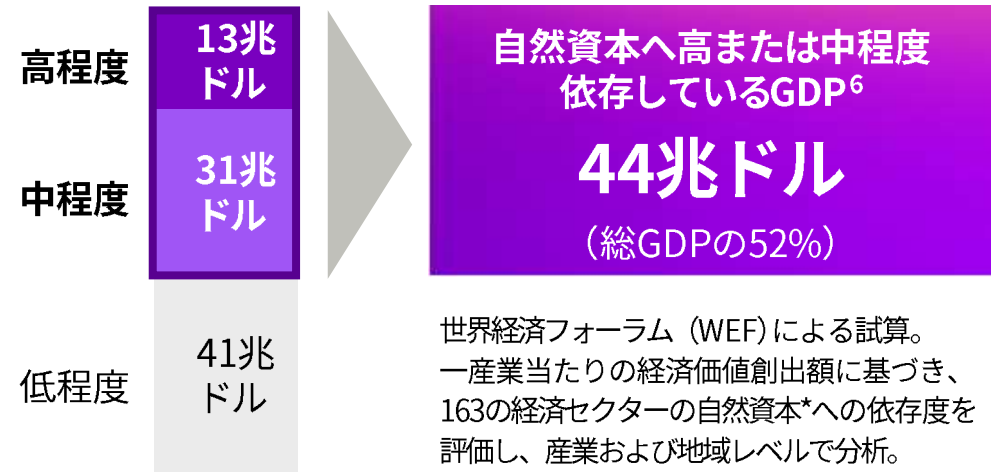 高程度
13兆
ドル
中程度
31兆
ドル
低程度
41兆
ドル
自然資本へ高または中程度
依存しているGDP⁶
44兆ドル
（総GDPの52%）
世界経済フォーラム（WEF）による試算。
一産業当たりの経済価値創出額に基づき、
163の経済セクターの自然資本*への依存度を
評価し、産業および地域レベルで分析。